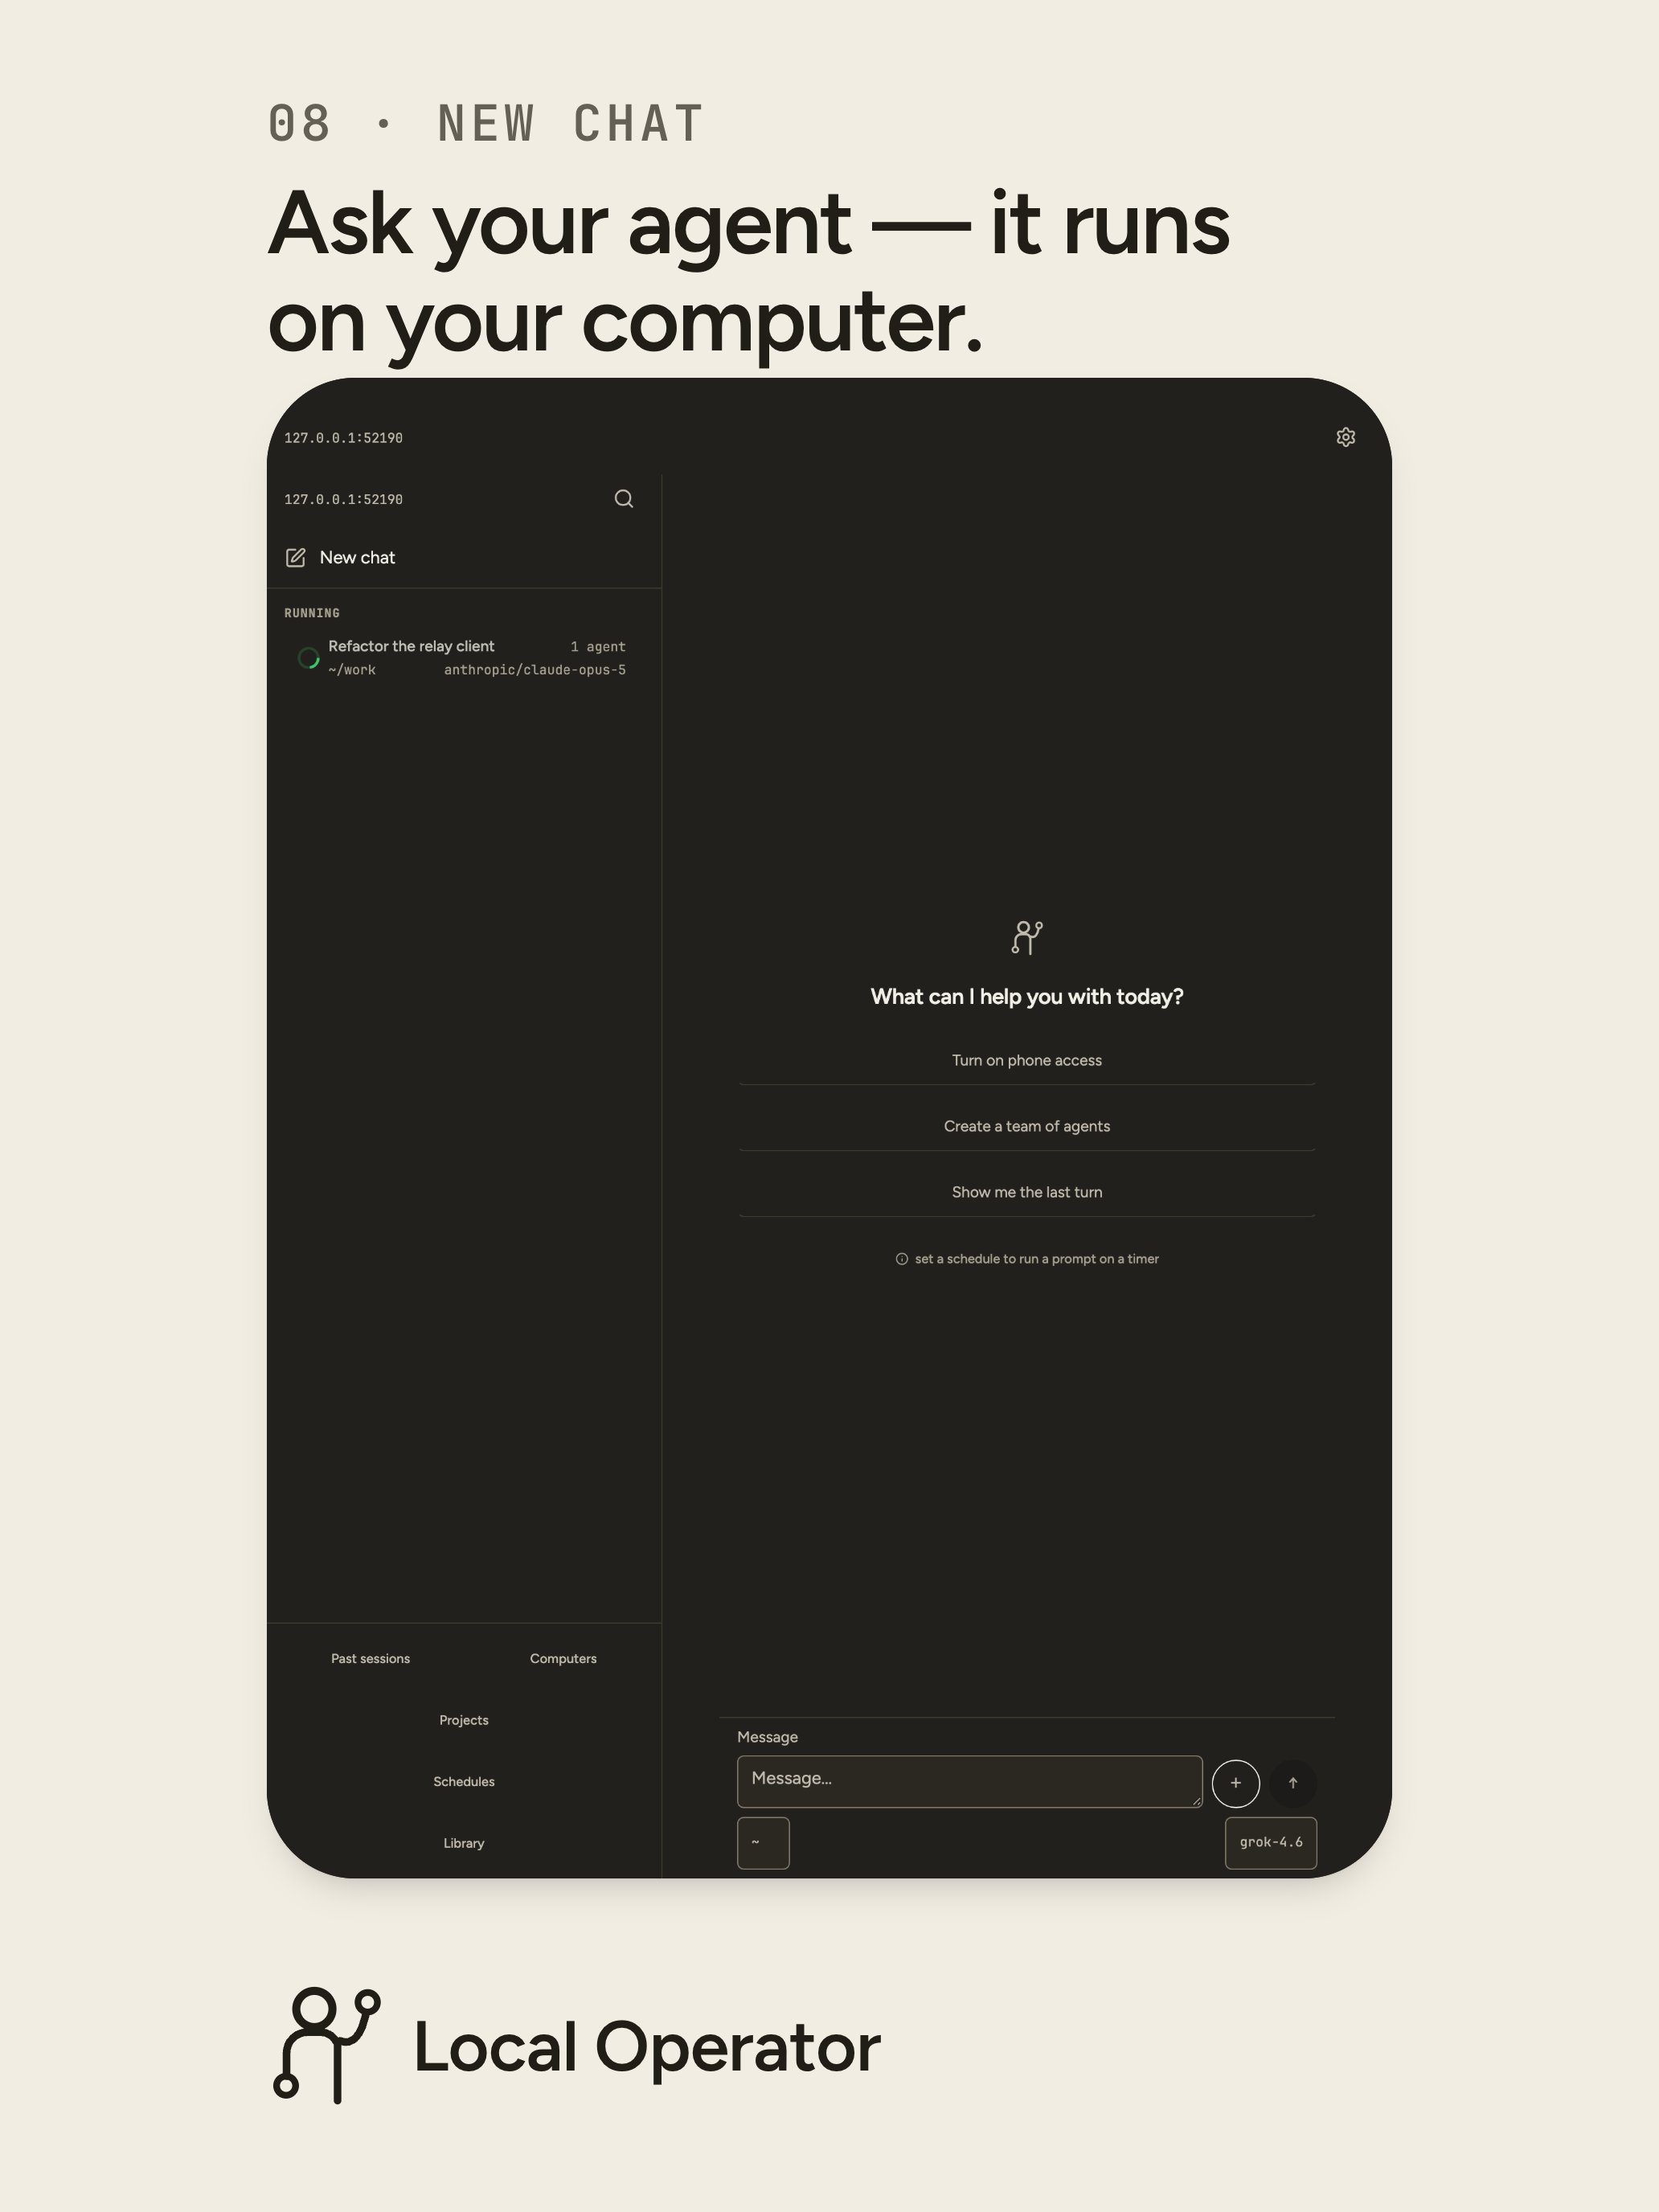 08 · NEW CHAT
Ask your agent — it runs
on your computer.
127.0.0.1:52190
127.0.0.1:52190
New chat
RUNNING
Refactor the relay client 1 agent
~/work anthropic/claude-opus-5
What can I help you with today?
Turn on phone access
Create a team of agents
Show me the last turn
set a schedule to run a prompt on a timer
Past sessions Computers
Projects
Schedules
Library
Message
Message...
~ grok-4.6
Local Operator